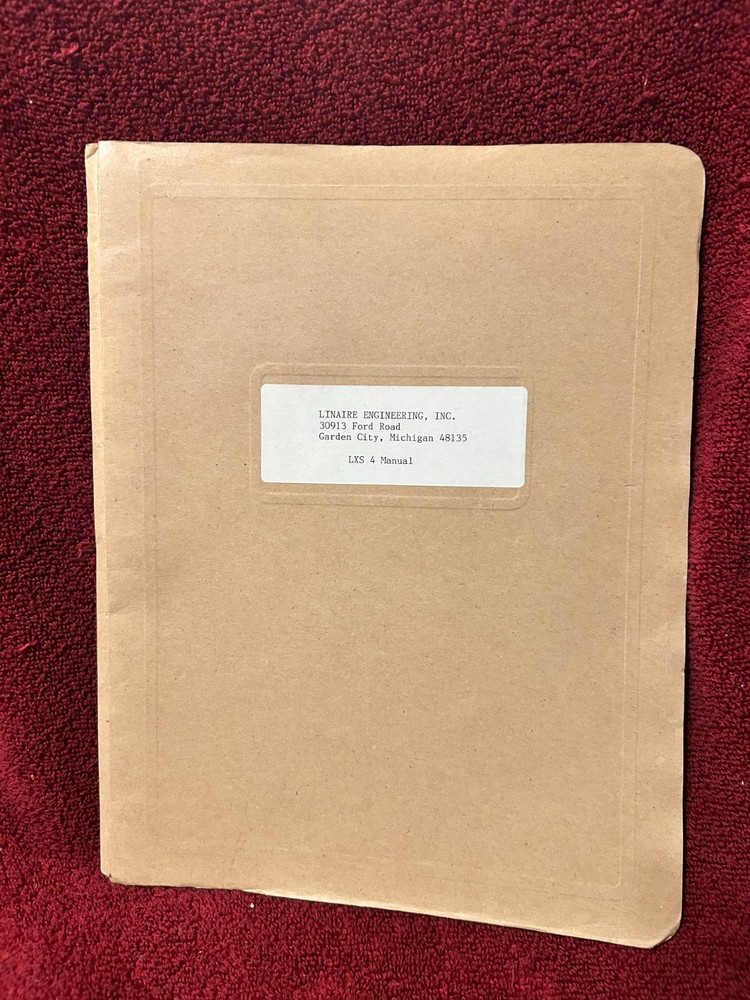 LINAIRE ENGINEERING, INC.
30913 Ford Road
Garden City, Michigan 48135
LXS 4 Manual